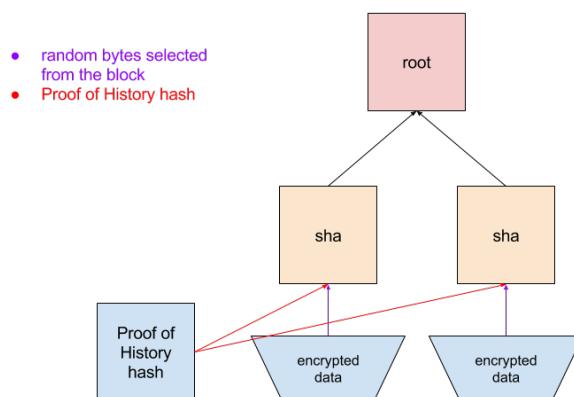 random bytes selected
from the block
Proof of History hash
root
sha
sha
Proof of
History
hash
encrypted
data
encrypted
data